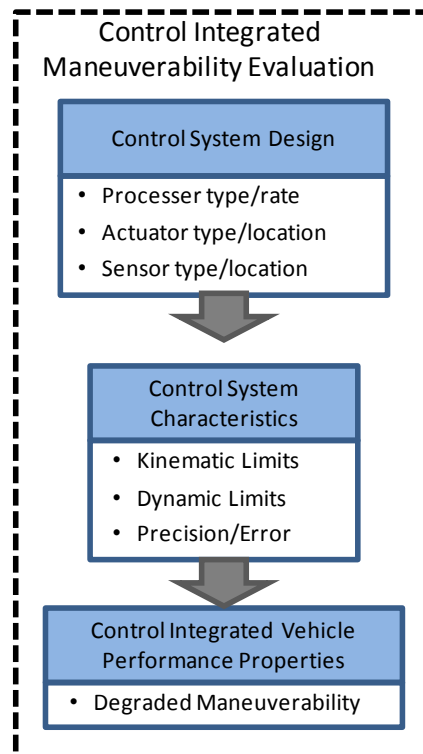 Control Integrated
Maneuverability Evaluation
Control System Design
• Processer type/rate
• Actuator type/location
• Sensor type/location
Control System
Characteristics
• Kinematic Limits
• Dynamic Limits
• Precision/Error
Control Integrated Vehicle
Performance Properties
• Degraded Maneuverability